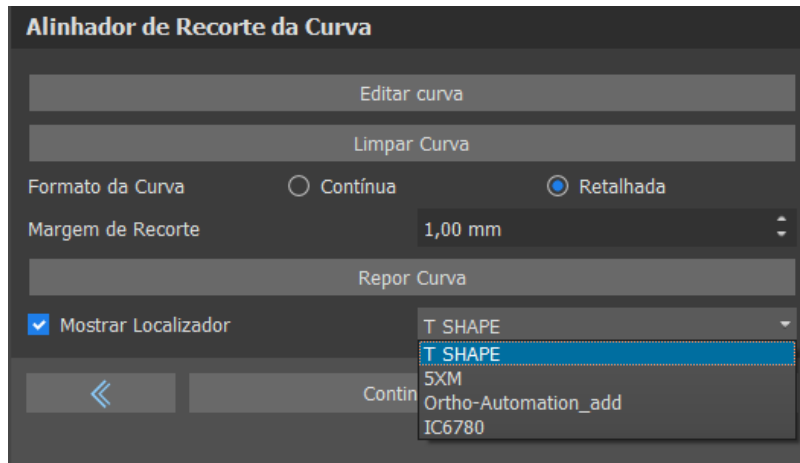 Alinhador de Recorte da Curva
Editar curva
Limpar Curva
Formato da Curva Contínua Retalhada
Margem de Recorte 1,00 mm
Repor Curva
Mostrar Localizador T SHAPE
T SHAPE
5XM
Ortho-Automation_add
IC6780
Contin